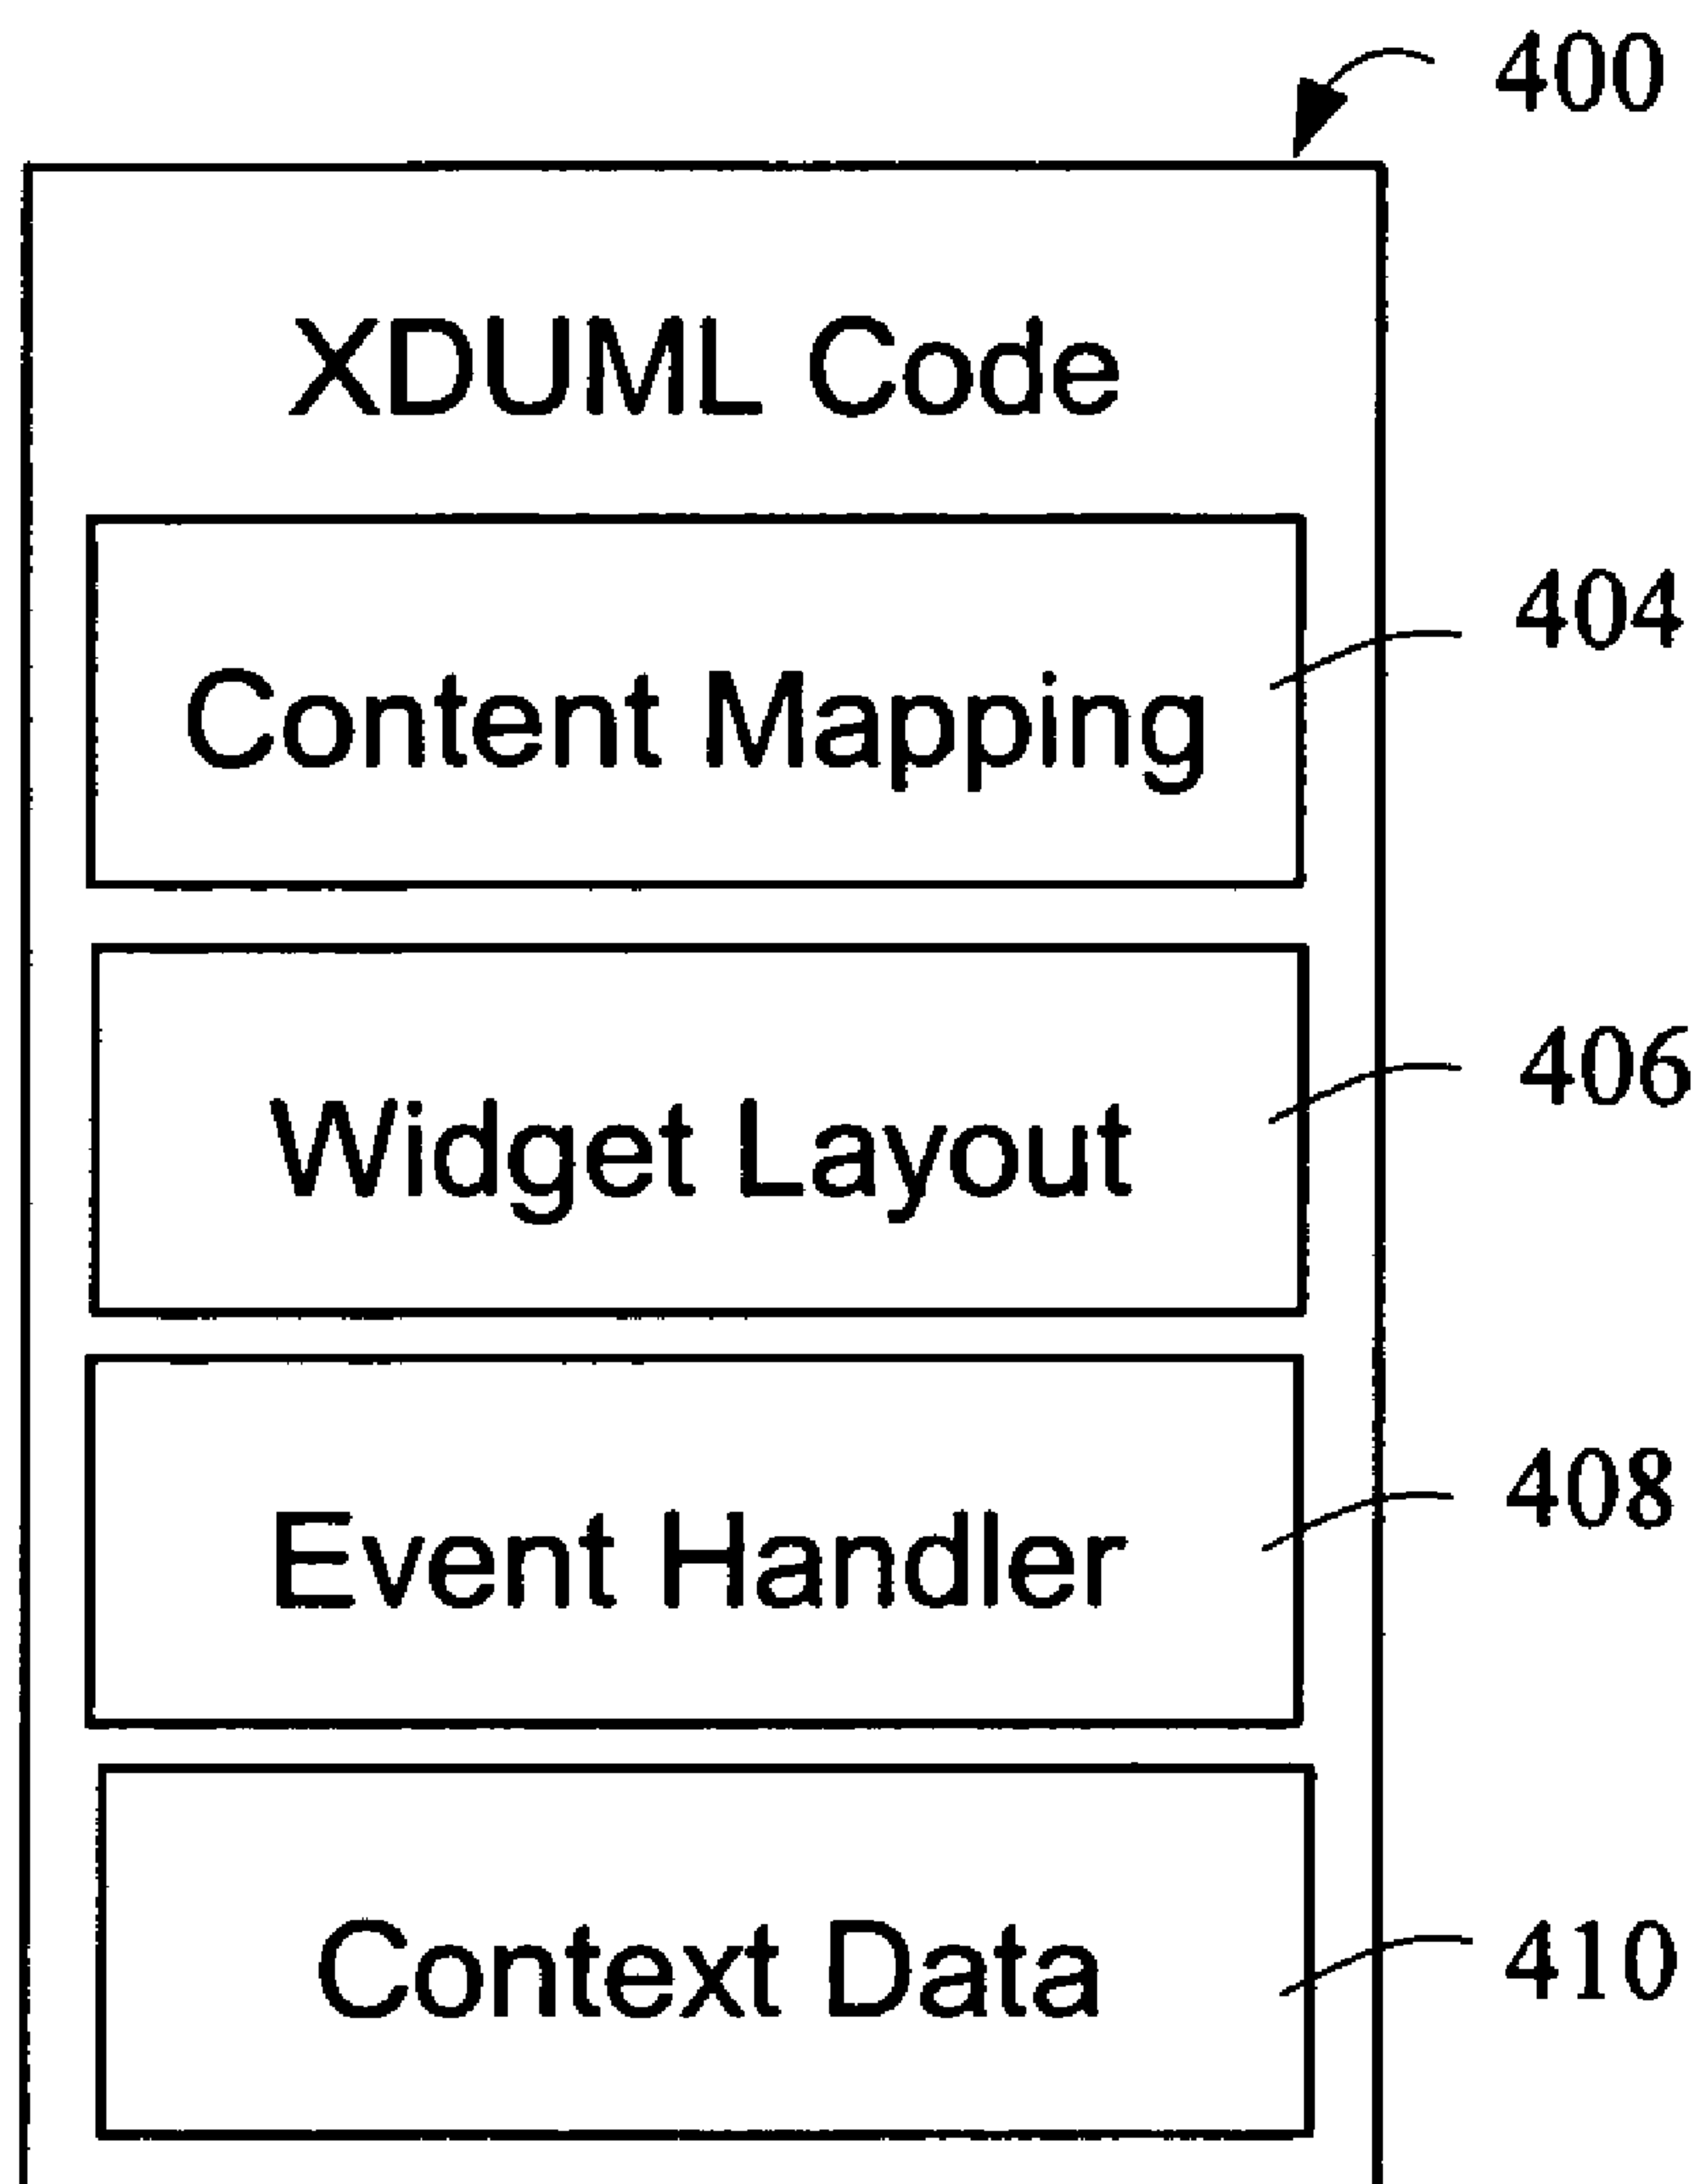 400
XDUML Code
404
Content Mapping
406
Widget Layout
408
Event Handler
410
Context Data